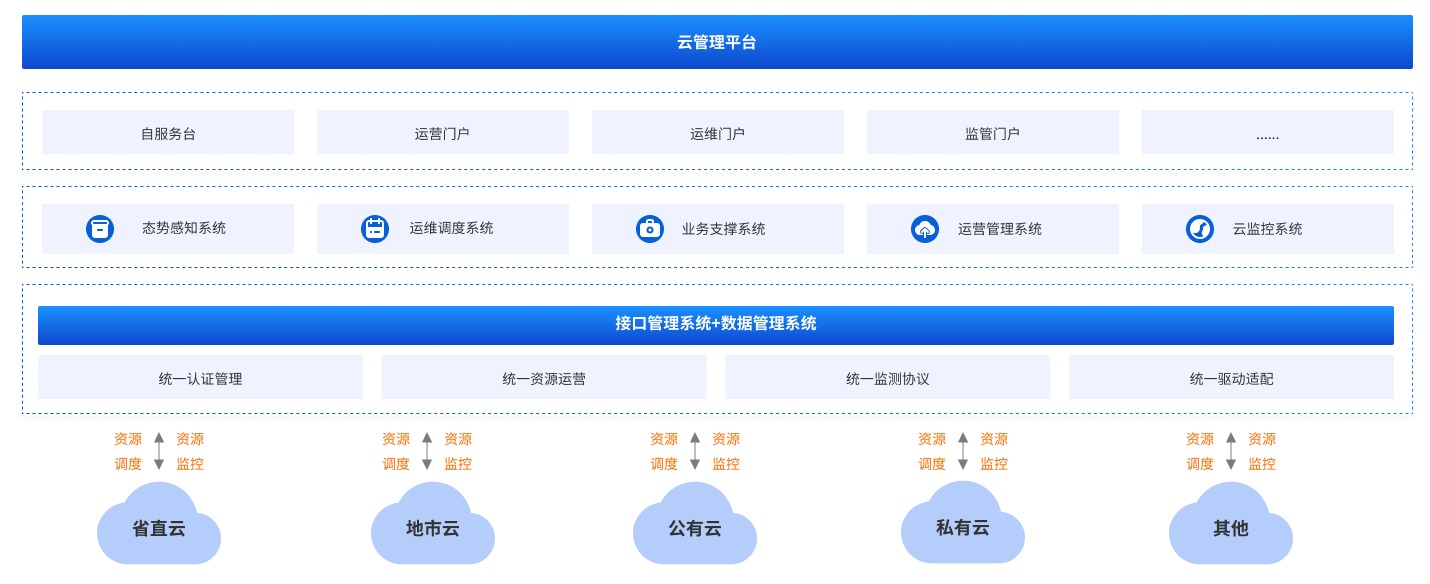 云管理平台
自服务台
运营门户
运维门户
监管门户
......
态势感知系统
运维调度系统
业务支撑系统
运营管理系统
云监控系统
接口管理系统+数据管理系统
统一认证管理
统一资源运营
统一监测协议
统一驱动适配
资源 资源
调度 监控
资源 资源
调度 监控
资源 资源
调度 监控
资源 资源
调度 监控
资源 资源
调度 监控
省直云
地市云
公有云
私有云
其他